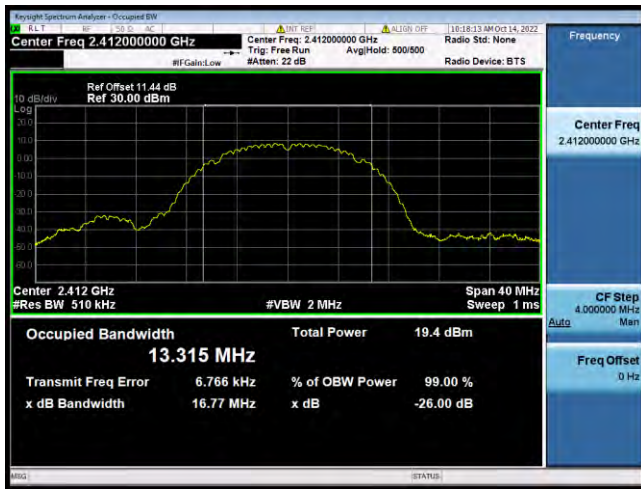 Keysight Spectrum Analyzer - Occupied BW
RLT RF 50 Ω AC INT REF ALIGN OFF 10:18:13 AM Oct 14, 2022
Center Freq 2.412000000 GHz
Center Freq: 2.412000000 GHz
Radio Std: None
Trig: Free Run Avg|Hold: 500/500
#IFGain:Low
#Atten: 22 dB
Radio Device: BTS
Frequency
Ref Offset 11.44 dB
10 dB/div Ref 30.00 dBm
Log
20.0
10.0
0.00
-10.0
-20.0
-30.0
-40.0
-50.0
-60.0
Center 2.412 GHz
Span 40 MHz
#Res BW 510 kHz
#VBW 2 MHz
Sweep 1 ms
Occupied Bandwidth
13.315 MHz
Total Power 19.4 dBm
Transmit Freq Error 6.766 kHz
% of OBW Power 99.00 %
x dB Bandwidth 16.77 MHz
x dB -26.00 dB
Center Freq
2.412000000 GHz
CF Step
4.000000 MHz
Auto Man
Freq Offset
0 Hz
MSG
STATUS